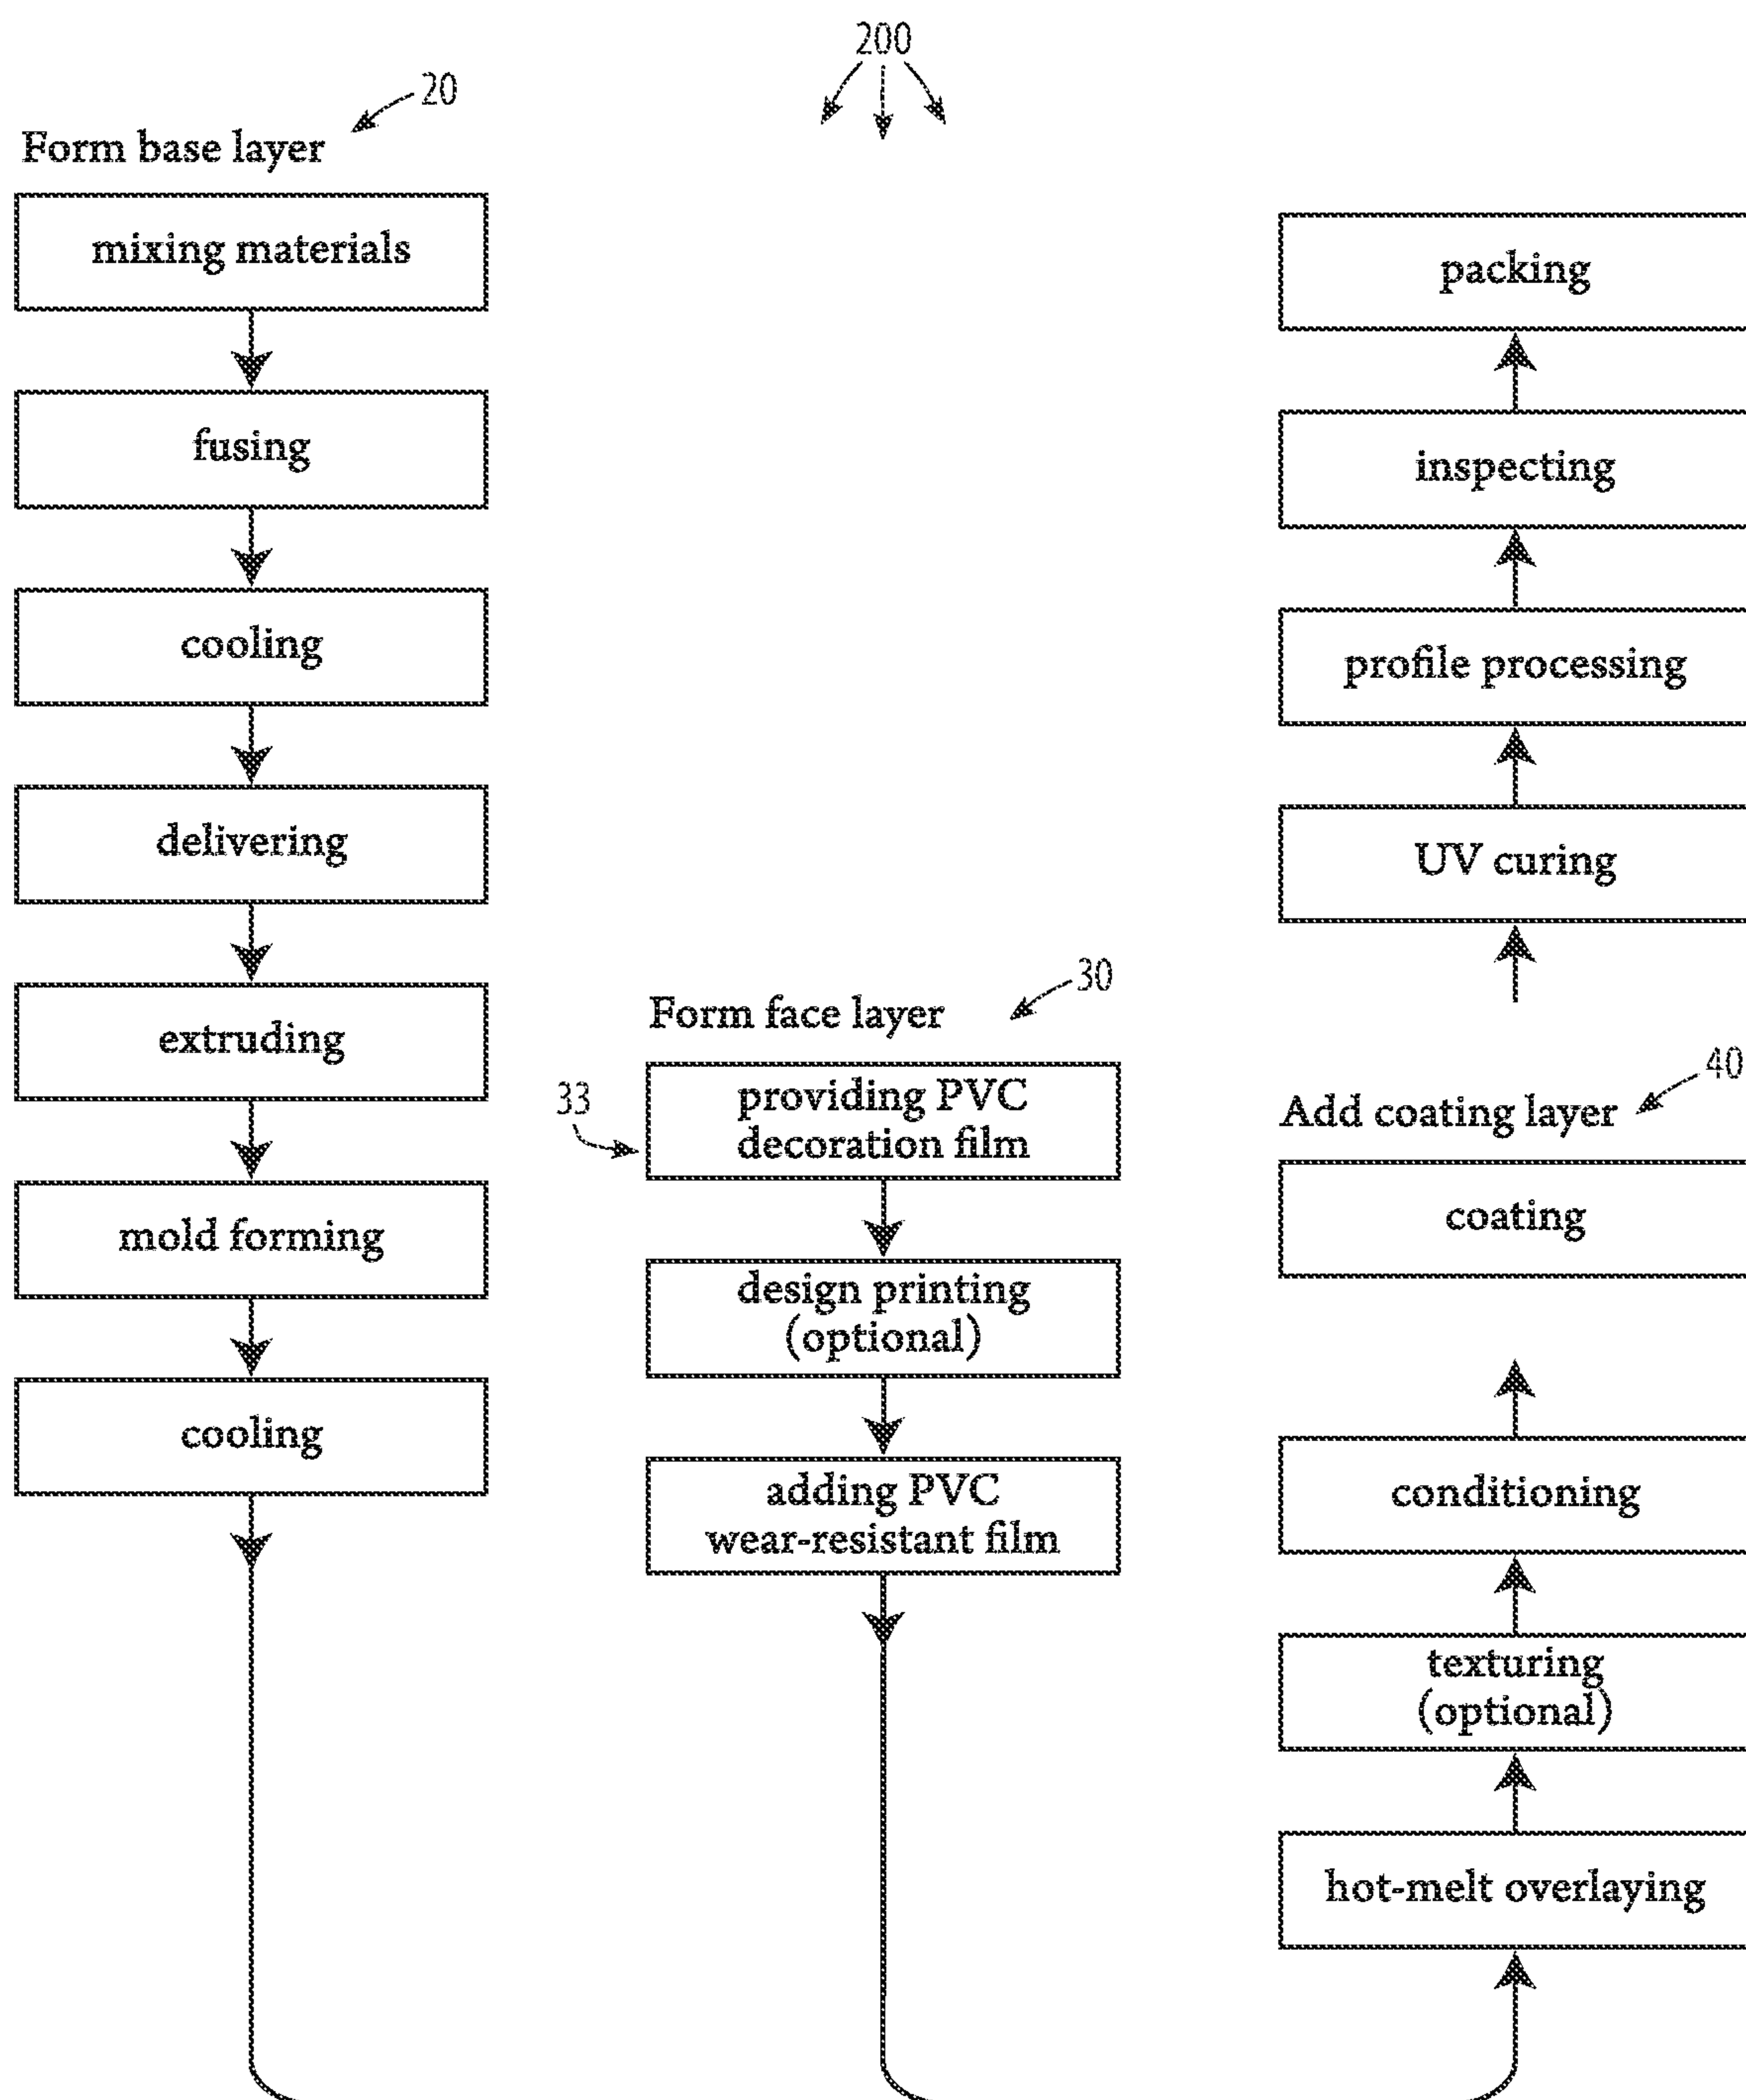 200
20
Form base layer
mixing materials
fusing
cooling
delivering
extruding
mold forming
cooling
30
Form face layer
33
providing PVC
decoration film
design printing
(optional)
adding PVC
wear-resistant film
packing
inspecting
profile processing
UV curing
40
Add coating layer
coating
conditioning
texturing
(optional)
hot-melt overlaying